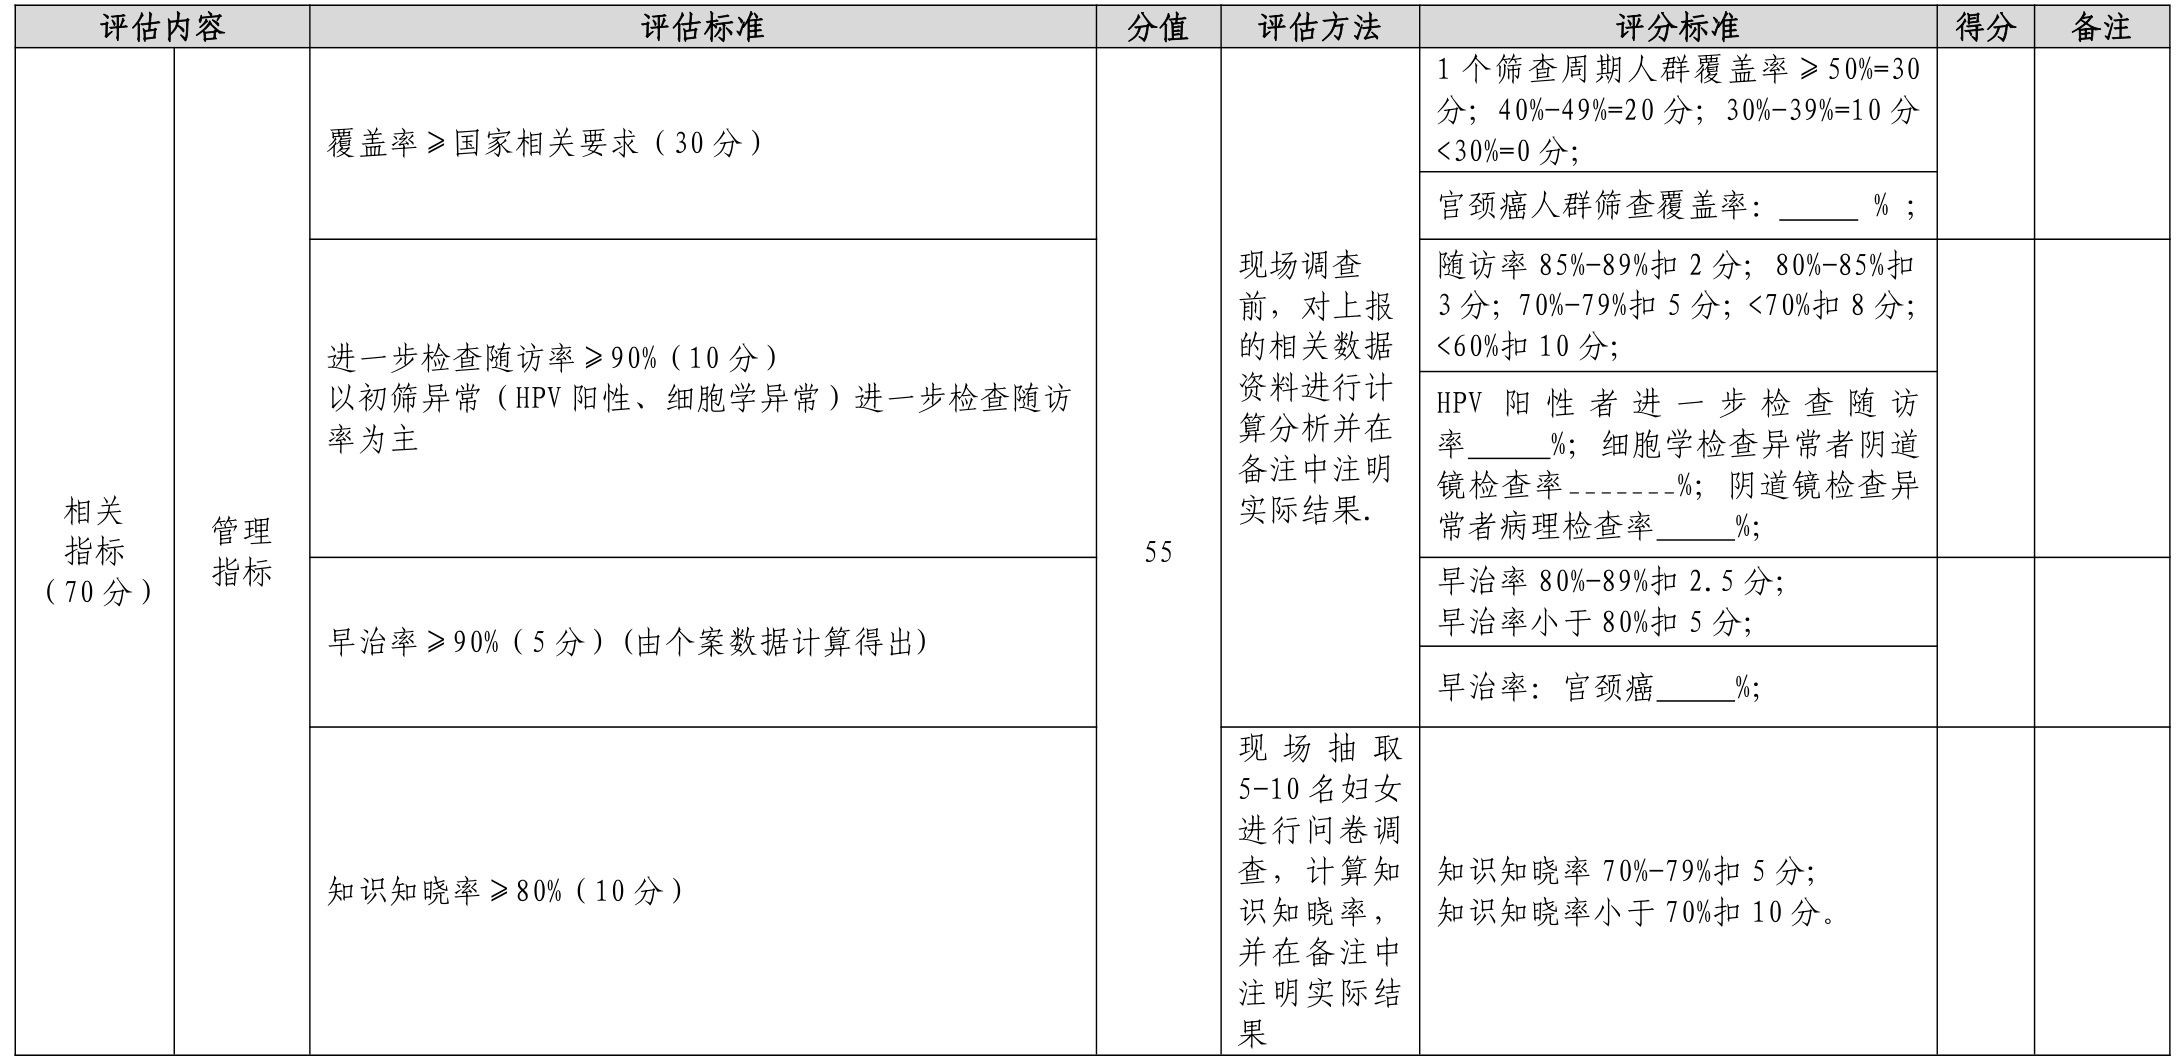 评估内容 评估标准 分值 评估方法 评分标准 得分 备注
相关
指标
（70分）
管理
指标
覆盖率≥国家相关要求（30分）
进一步检查随访率≥90%（10分）
以初筛异常（HPV阳性、细胞学异常）进一步检查随访
率为主
早治率≥90%（5分）(由个案数据计算得出)
知识知晓率≥80%（10分）
55
现场调查
前，对上报
的相关数据
资料进行计
算分析并在
备注中注明
实际结果.
现场抽取
5-10名妇女
进行问卷调
查，计算知
识知晓率，
并在备注中
注明实际结
果
1个筛查周期人群覆盖率≥50%=30
分；40%-49%=20分；30%-39%=10分
<30%=0分；
宫颈癌人群筛查覆盖率：_____ %；
随访率85%-89%扣2分；80%-85%扣
3分；70%-79%扣5分；<70%扣8分；
<60%扣10分；
HPV阳性者进一步检查随访
率_____%；细胞学检查异常者阴道
镜检查率_______%；阴道镜检查异
常者病理检查率_____%；
早治率80%-89%扣2.5分；
早治率小于80%扣5分；
早治率：宫颈癌_____%；
知识知晓率70%-79%扣5分；
知识知晓率小于70%扣10分。